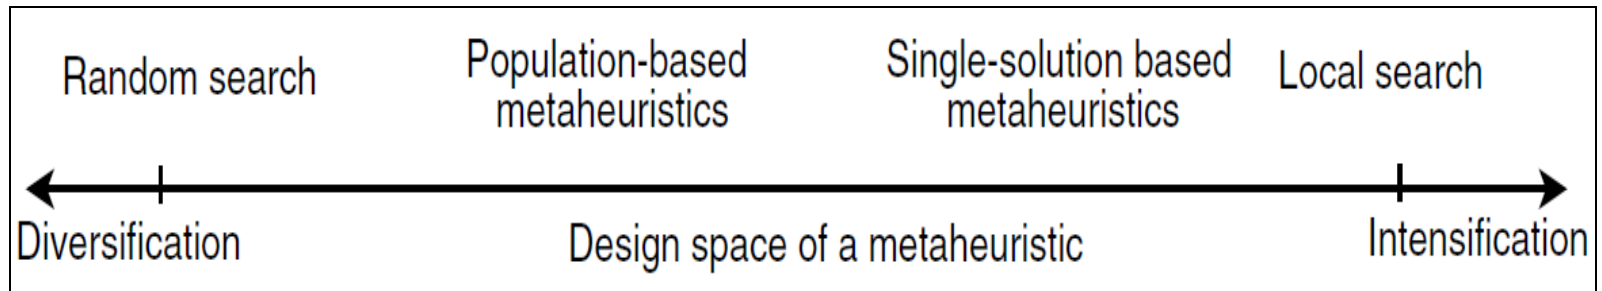 Random search
Population-based
metaheuristics
Single-solution based
metaheuristics
Local search
Diversification
Design space of a metaheuristic
Intensification